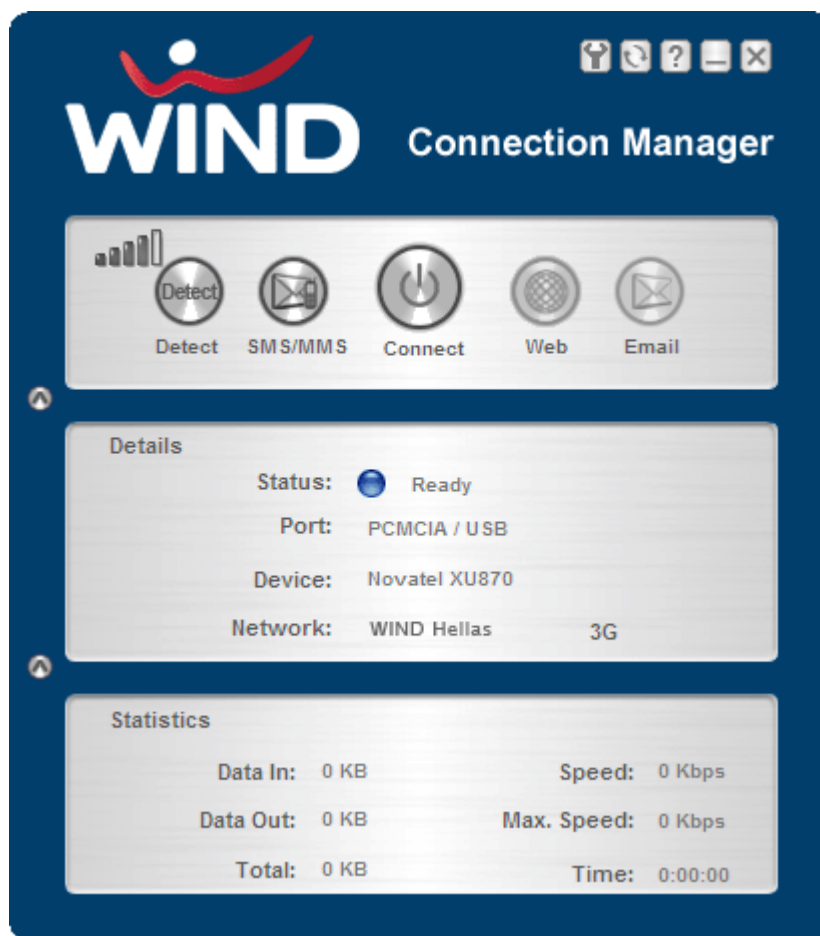 WIND
Connection Manager
Detect
Detect SMS/MMS Connect Web Email
Details
Status: Ready
Port: PCMCIA / USB
Device: Novatel XU870
Network: WIND Hellas 3G
Statistics
Data In: 0 KB Speed: 0 Kbps
Data Out: 0 KB Max. Speed: 0 Kbps
Total: 0 KB Time: 0:00:00